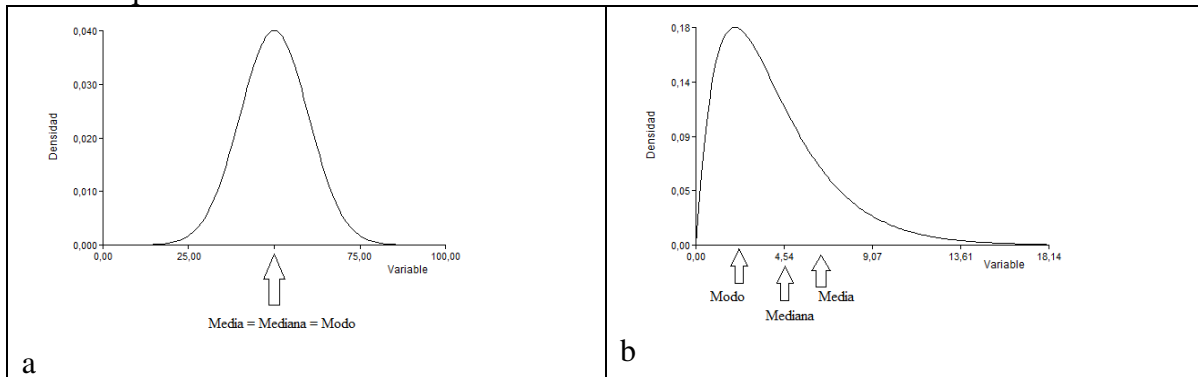 0,040
0,030
0,020
0,010
0,000
Densidad
0,00
25,00
50,00
75,00
100,00
Variable
Media = Mediana = Modo
a
0,18
0,14
0,09
0,05
0,00
Densidad
0,00
4,54
9,07
13,61
18,14
Variable
Modo
Media
Mediana
b